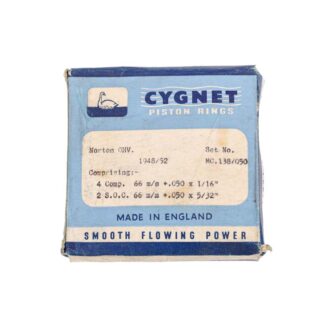 CYGNET
PISTON RINGS
Norton OHV. Set No.
1948/52 MC.138/050
Comprising:-
4 Comp. 66 m/m +.050 x 1/16"
2 S.O.C. 66 m/m +.050 x 5/32"
MADE IN ENGLAND
SMOOTH FLOWING POWER